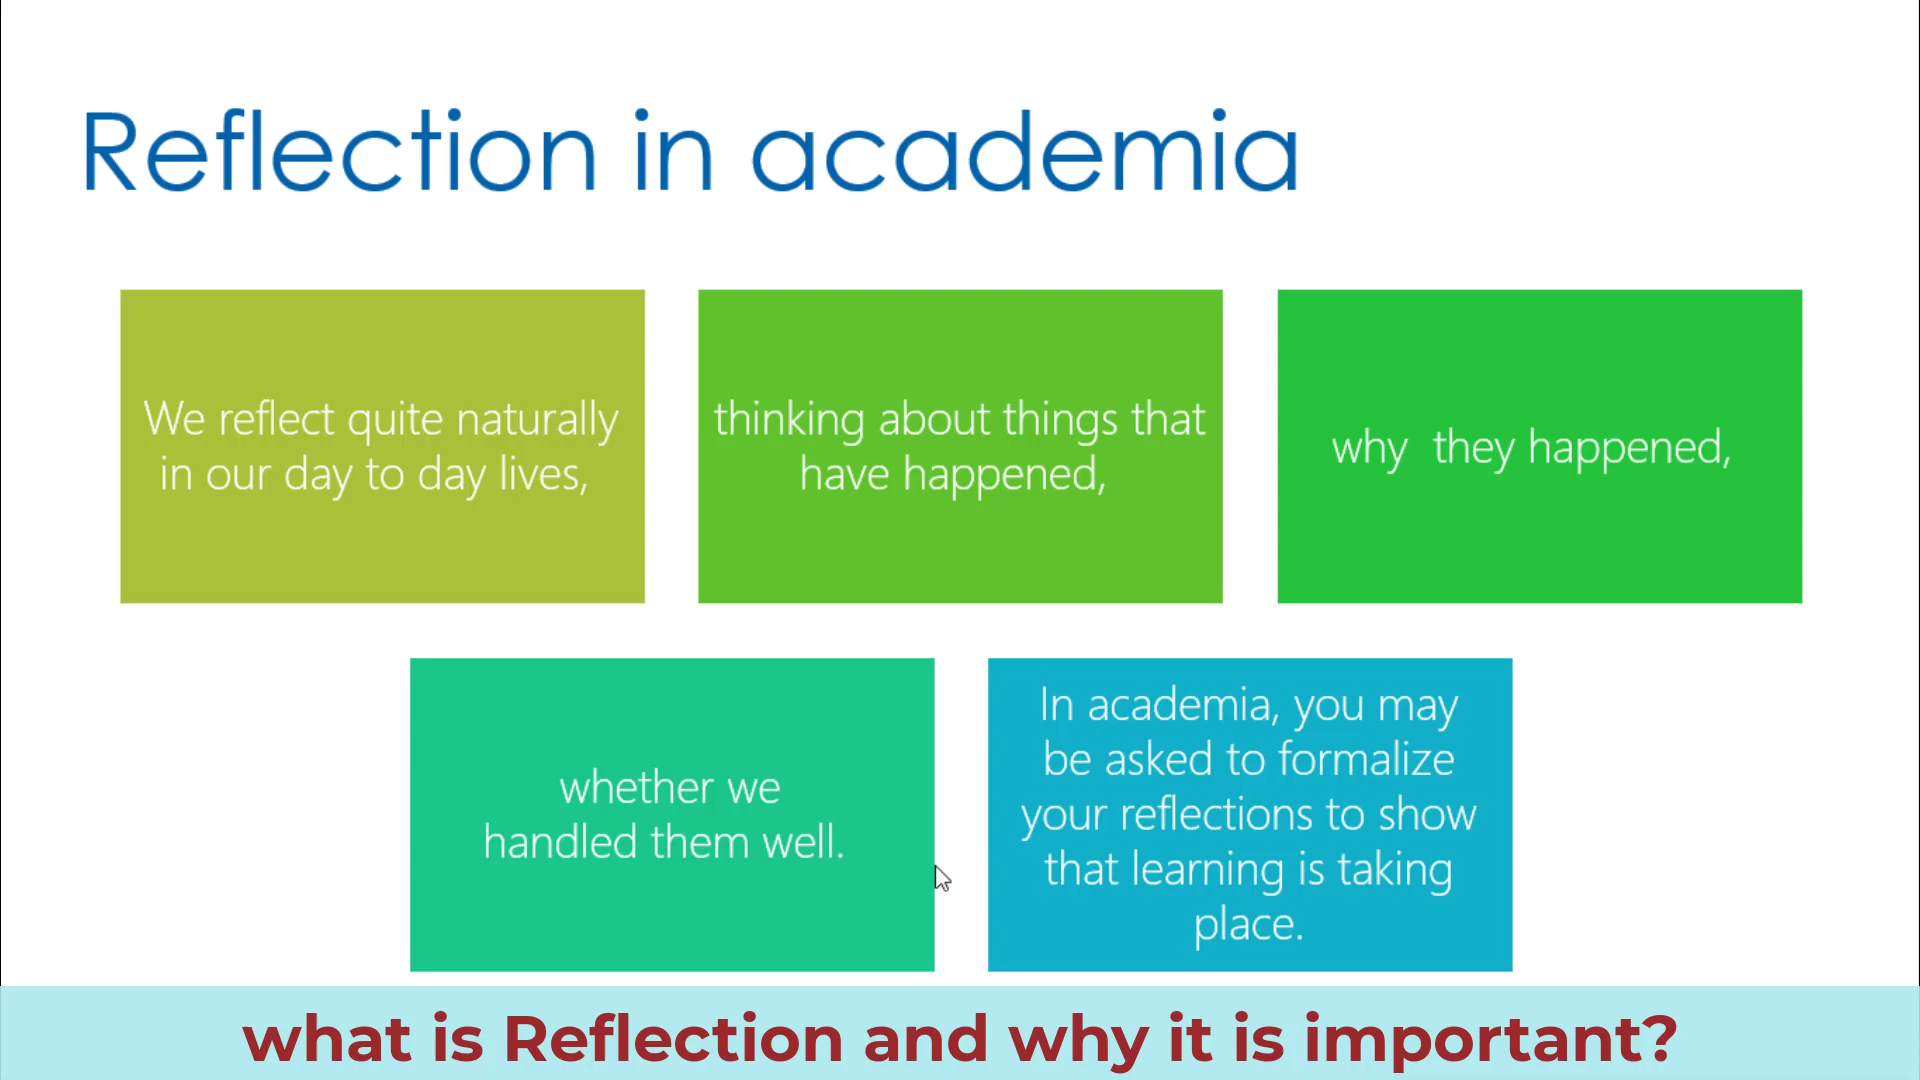 Reflection in academia
We reflect quite naturally
in our day to day lives,
thinking about things that
have happened,
why  they happened,
whether we
handled them well.
In academia, you may
be asked to formalize
your reflections to show
that learning is taking
place.
what is Reflection and why it is important?